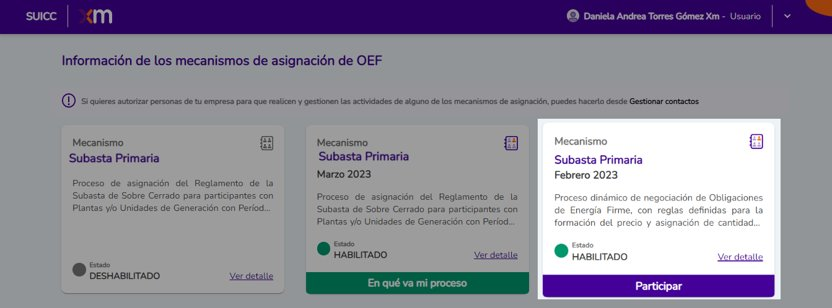 SUICC
xm
Daniela Andrea Torres Gómez Xm - Usuario
Información de los mecanismos de asignación de OEF
Si quieres autorizar personas de tu empresa para que realicen y gestionen las actividades de alguno de los mecanismos de asignación, puedes hacerlo desde Gestionar contactos
Mecanismo
Subasta Primaria
Proceso de asignación del Reglamento de la
Subasta de Sobre Cerrado para participantes con
Plantas y/o Unidades de Generación con Períod...
Estado
DESHABILITADO
Ver detalle
Mecanismo
Subasta Primaria
Marzo 2023
Proceso de asignación del Reglamento de la
Subasta de Sobre Cerrado para participantes con
Plantas y/o Unidades de Generación con Períod...
Estado
HABILITADO
Ver detalle
En qué va mi proceso
Mecanismo
Subasta Primaria
Febrero 2023
Proceso dinámico de negociación de Obligaciones
de Energía Firme, con reglas definidas para la
formación del precio y asignación de cantidad...
Estado
HABILITADO
Ver detalle
Participar